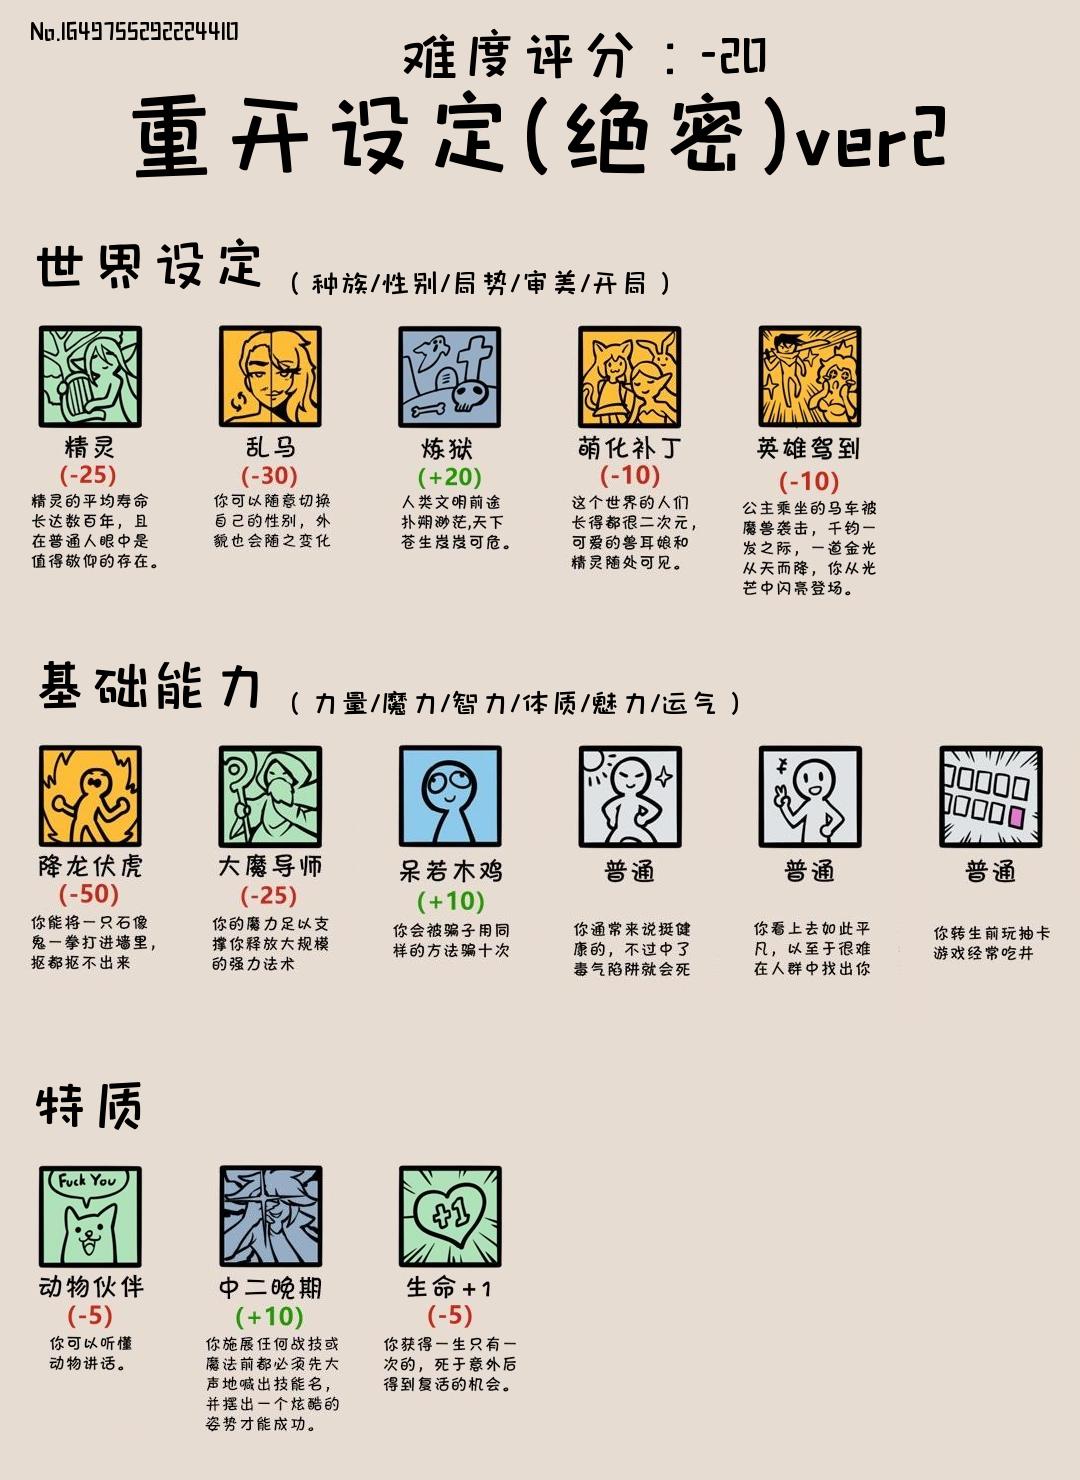 No.1649755292224410
难度评分：-20
重开设定(绝密)ver2
世界设定（种族/性别/局势/审美/开局）
精灵
(-25)
精灵的平均寿命
长达数百年，且
在普通人眼中是
值得敬仰的存在。
乱马
(-30)
你可以随意切换
自己的性别，外
貌也会随之变化
炼狱
(+20)
人类文明前途
扑朔渺茫,天下
苍生岌岌可危。
萌化补丁
(-10)
这个世界的人们
长得都很二次元，
可爱的兽耳娘和
精灵随处可见。
英雄驾到
(-10)
公主乘坐的马车被
魔兽袭击，千钧一
发之际，一道金光
从天而降，你从光
芒中闪亮登场。
基础能力（力量/魔力/智力/体质/魅力/运气）
降龙伏虎
(-50)
你能将一只石像
鬼一拳打进墙里，
抠都抠不出来
大魔导师
(-25)
你的魔力足以支
撑你释放大规模
的强力法术
呆若木鸡
(+10)
你会被骗子用同
样的方法骗十次
普通
你通常来说挺健
康的，不过中了
毒气陷阱就会死
普通
你看上去如此平
凡，以至于很难
在人群中找出你
普通
你转生前玩抽卡
游戏经常吃井
特质
Fuck You
动物伙伴
(-5)
你可以听懂
动物讲话。
中二晚期
(+10)
你施展任何战技或
魔法前都必须先大
声地喊出技能名，
并摆出一个炫酷的
姿势才能成功。
+1
生命+1
(-5)
你获得一生只有一
次的，死于意外后
得到复活的机会。